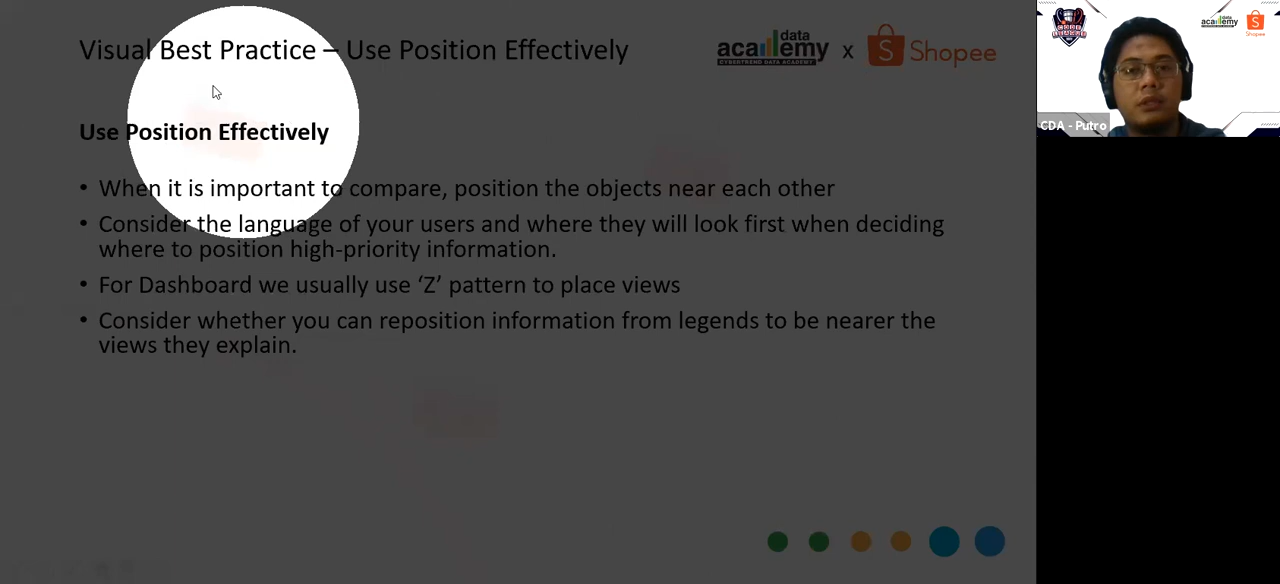 Visual Best Practice – Use Position Effectively
data
academy
CYBERTREND DATA ACADEMY
x
Shopee
Use Position Effectively
• When it is important to compare, position the objects near each other
• Consider the language of your users and where they will look first when deciding
where to position high-priority information.
• For Dashboard we usually use ‘Z’ pattern to place views
• Consider whether you can reposition information from legends to be nearer the
views they explain.
data
academy
Shopee
CDA - Putro